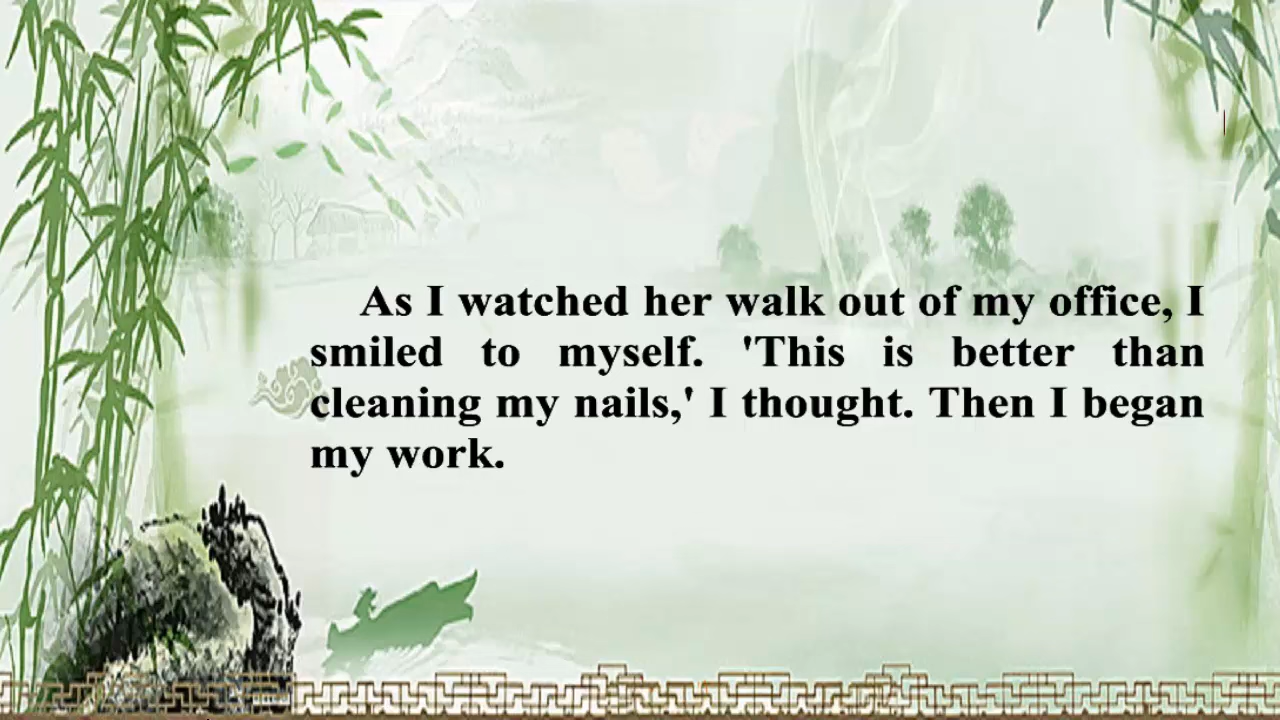 As I watched her walk out of my office, I
smiled to myself. 'This is better than
cleaning my nails,' I thought. Then I began
my work.